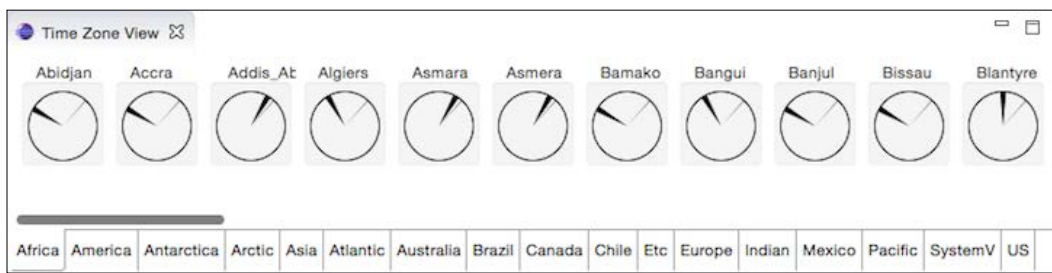 Time Zone View
Abidjan Accra Addis_Ab Algiers Asmara Asmera Bamako Bangui Banjul Bissau Blantyre
Africa America Antarctica Arctic Asia Atlantic Australia Brazil Canada Chile Etc Europe Indian Mexico Pacific SystemV US